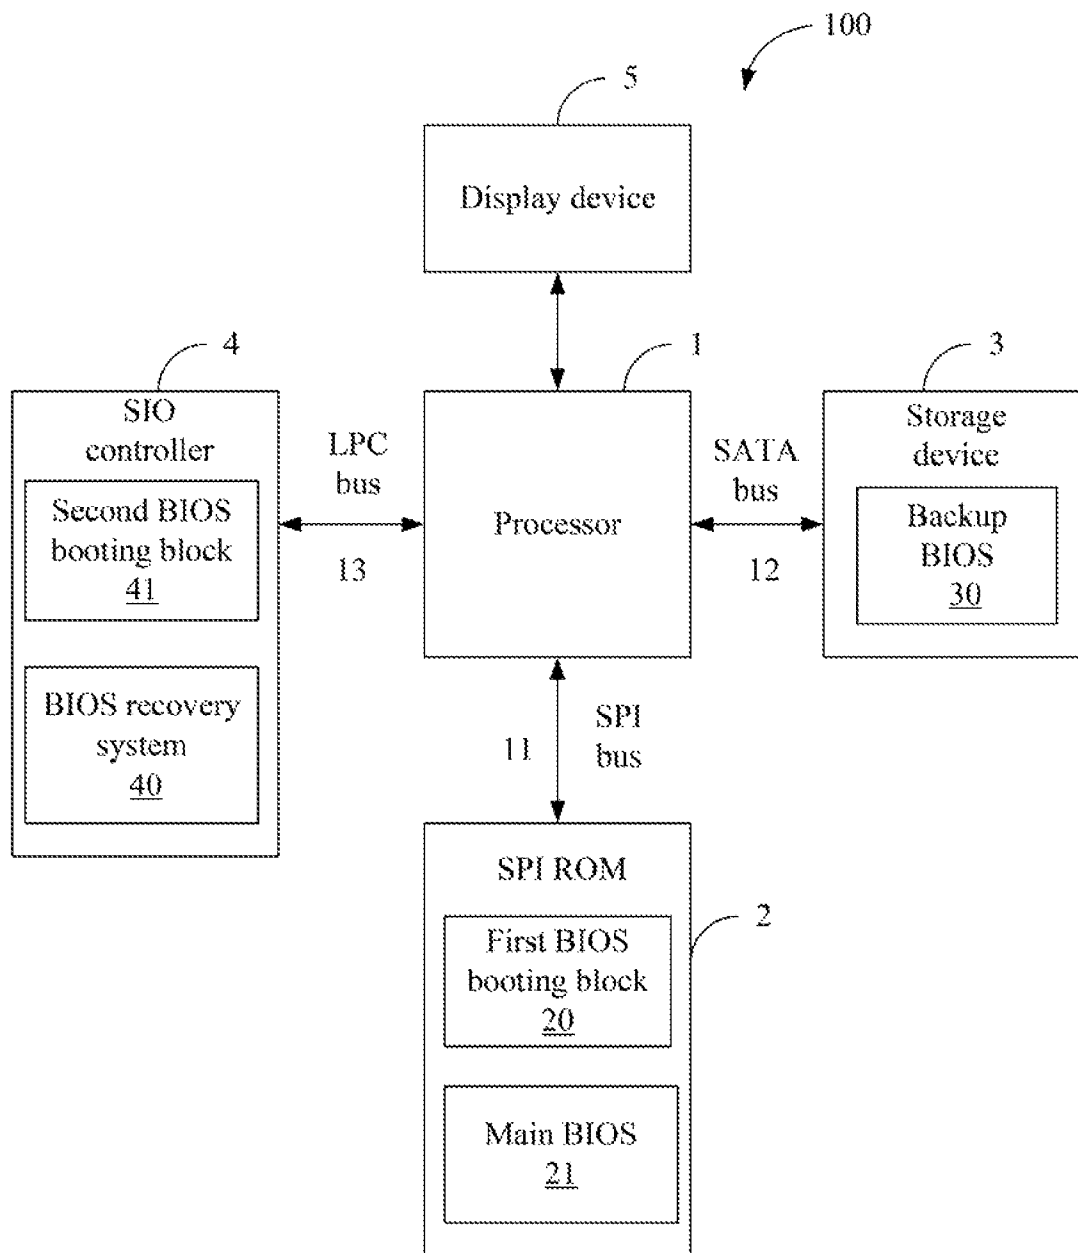 100
5
Display device
4
1
3
SIO
controller
Second BIOS
booting block
41
BIOS recovery
system
40
LPC
bus
13
Processor
SATA
bus
12
Storage
device
Backup
BIOS
30
11
SPI
bus
SPI ROM
2
First BIOS
booting block
20
Main BIOS
21